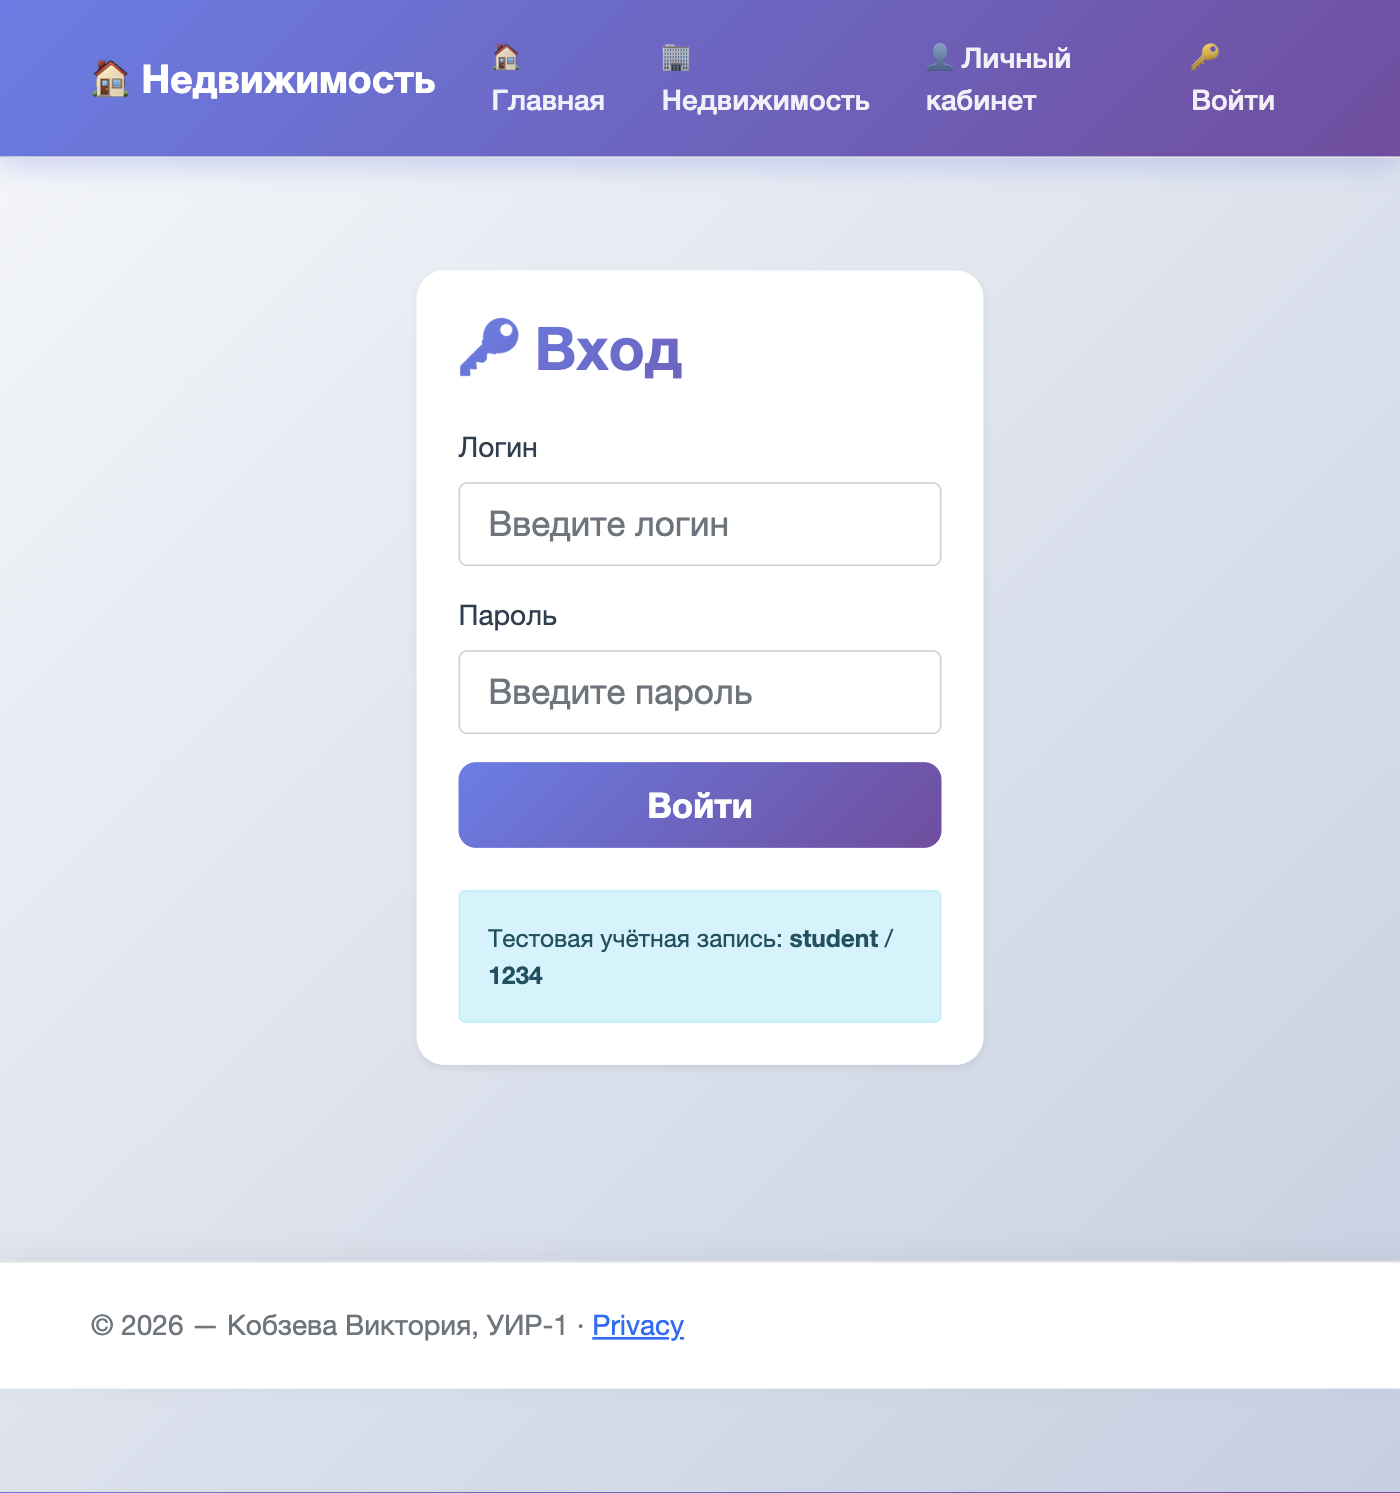 🏠 Недвижимость
🏠 Главная
🏢 Недвижимость
👤 Личный кабинет
🔑 Войти
🔑 Вход
Логин
Введите логин
Пароль
Введите пароль
Войти
Тестовая учётная запись: student /
1234
© 2026 — Кобзева Виктория, УИР-1 · Privacy